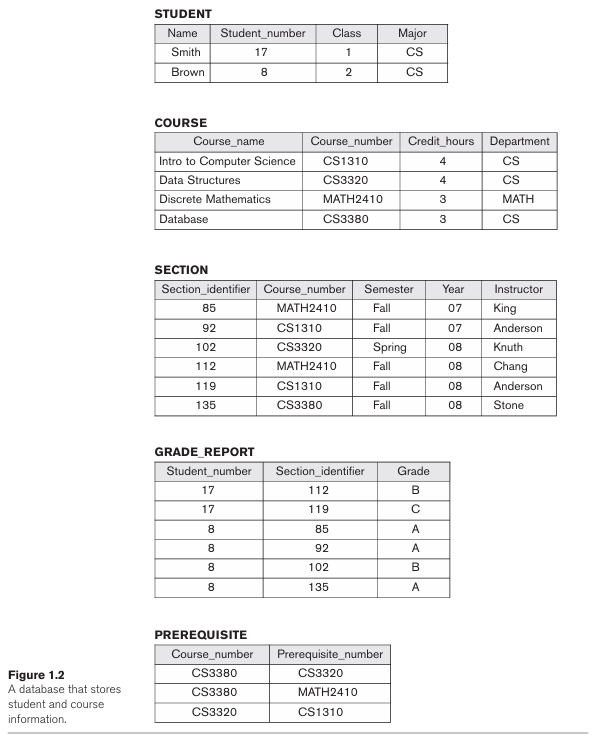 STUDENT
Name Student_number Class Major
Smith 17 1 CS
Brown 8 2 CS
COURSE
Course_name Course_number Credit_hours Department
Intro to Computer Science CS1310 4 CS
Data Structures CS3320 4 CS
Discrete Mathematics MATH2410 3 MATH
Database CS3380 3 CS
SECTION
Section_identifier Course_number Semester Year Instructor
85 MATH2410 Fall 07 King
92 CS1310 Fall 07 Anderson
102 CS3320 Spring 08 Knuth
112 MATH2410 Fall 08 Chang
119 CS1310 Fall 08 Anderson
135 CS3380 Fall 08 Stone
GRADE_REPORT
Student_number Section_identifier Grade
17 112 B
17 119 C
8 85 A
8 92 A
8 102 B
8 135 A
PREREQUISITE
Course_number Prerequisite_number
CS3380 CS3320
CS3380 MATH2410
CS3320 CS1310
Figure 1.2
A database that stores
student and course
information.